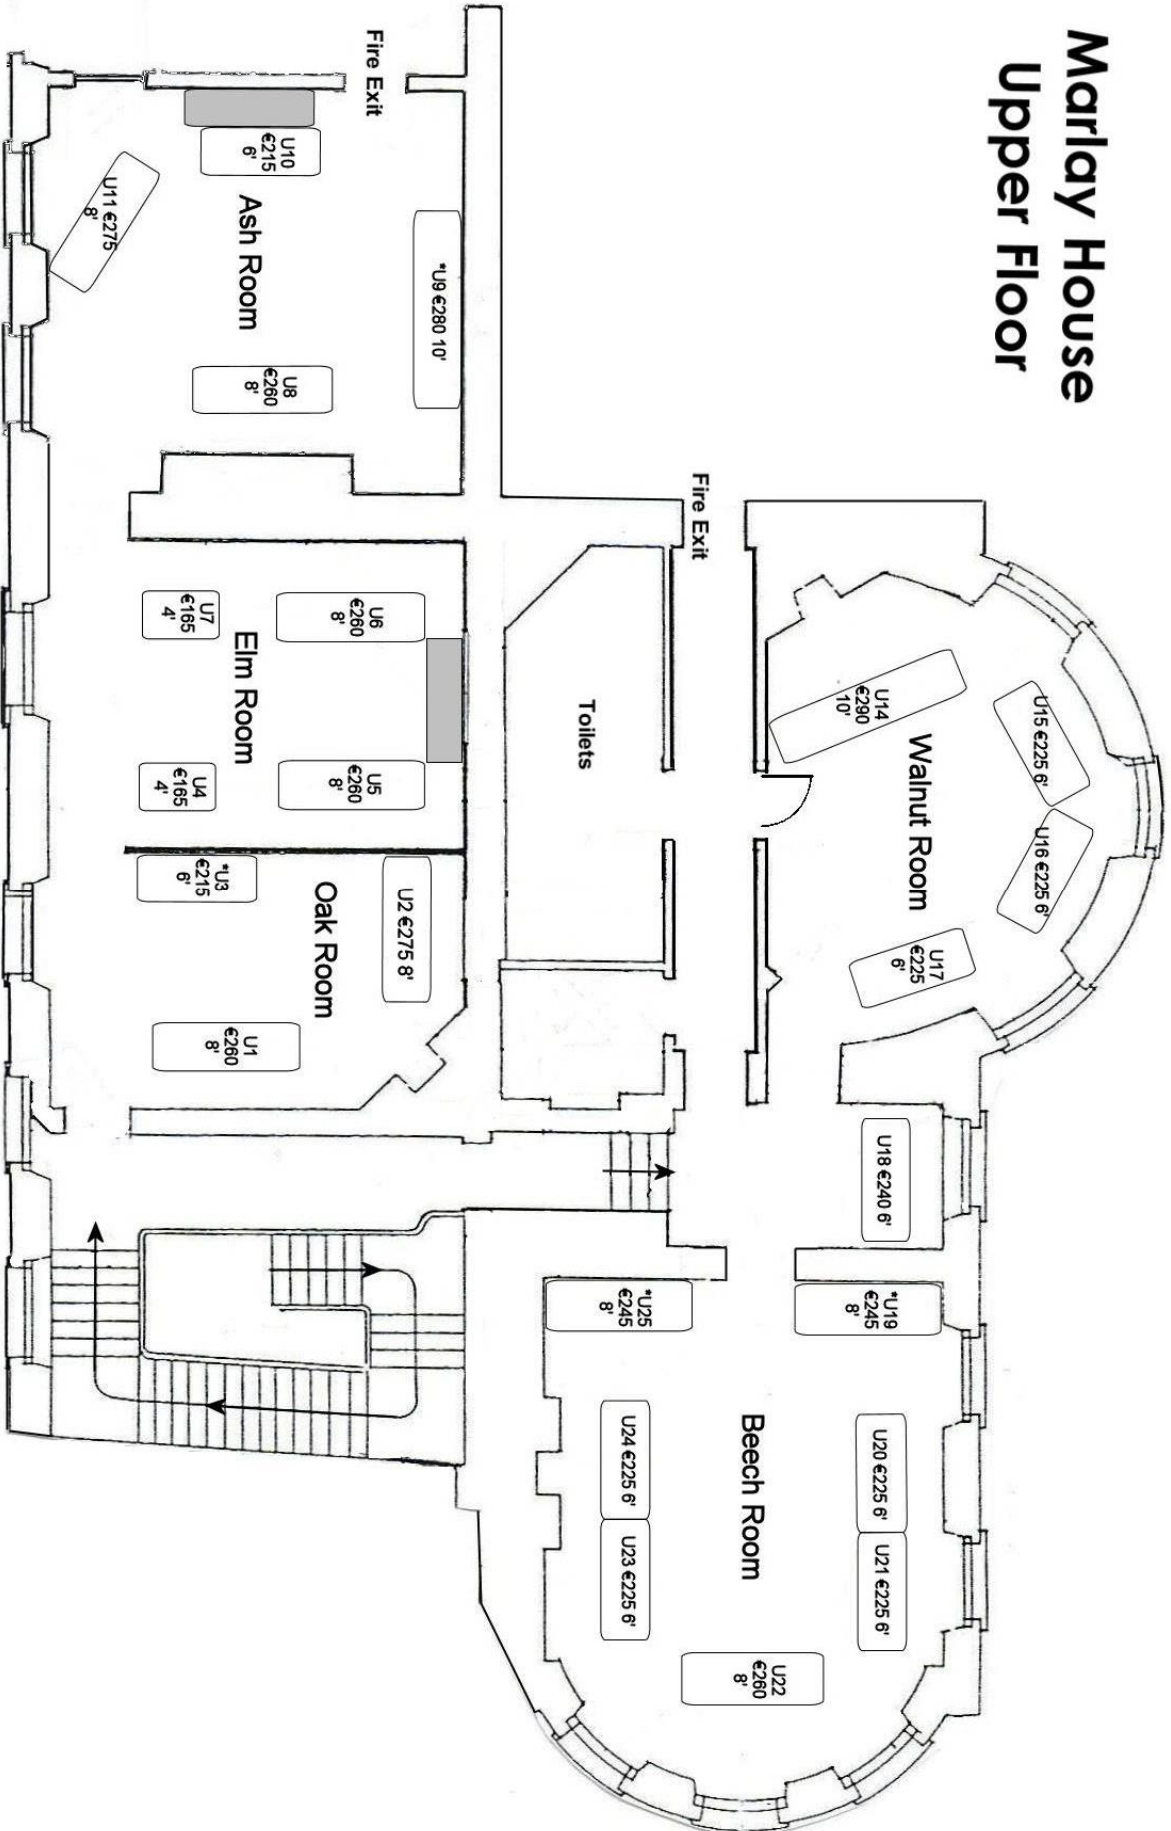 Marlay House
Upper Floor
Fire Exit
U10
€215
6'
U11 €275
8'
Ash Room
*U9 €280 10'
U8
€260
8'
Fire Exit
U7
€165
4'
U6
€260
8'
Elm Room
U4
€165
4'
U5
€260
8'
Toilets
U14
€290
10'
U15 €225 6'
Walnut Room
U16 €225 6'
U17
€225
6'
*U3
€215
6'
Oak Room
U2 €275 8'
U1
€260
8'
U18 €240 6'
*U25
€245
8'
*U19
€245
8'
Beech Room
U24 €225 6'
U23 €225 6'
U20 €225 6'
U21 €225 6'
U22
€260
8'